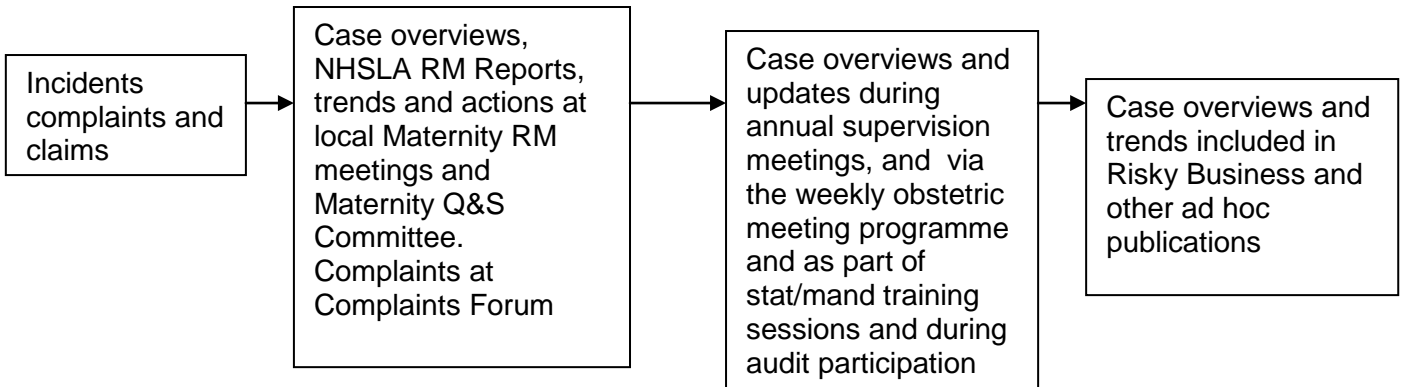 Incidents
complaints and
claims
Case overviews,
NHSLA RM Reports,
trends and actions at
local Maternity RM
meetings and
Maternity Q&S
Committee.
Complaints at
Complaints Forum
Case overviews and
updates during
annual supervision
meetings, and via
the weekly obstetric
meeting programme
and as part of
stat/mand training
sessions and during
audit participation
Case overviews and
trends included in
Risky Business and
other ad hoc
publications